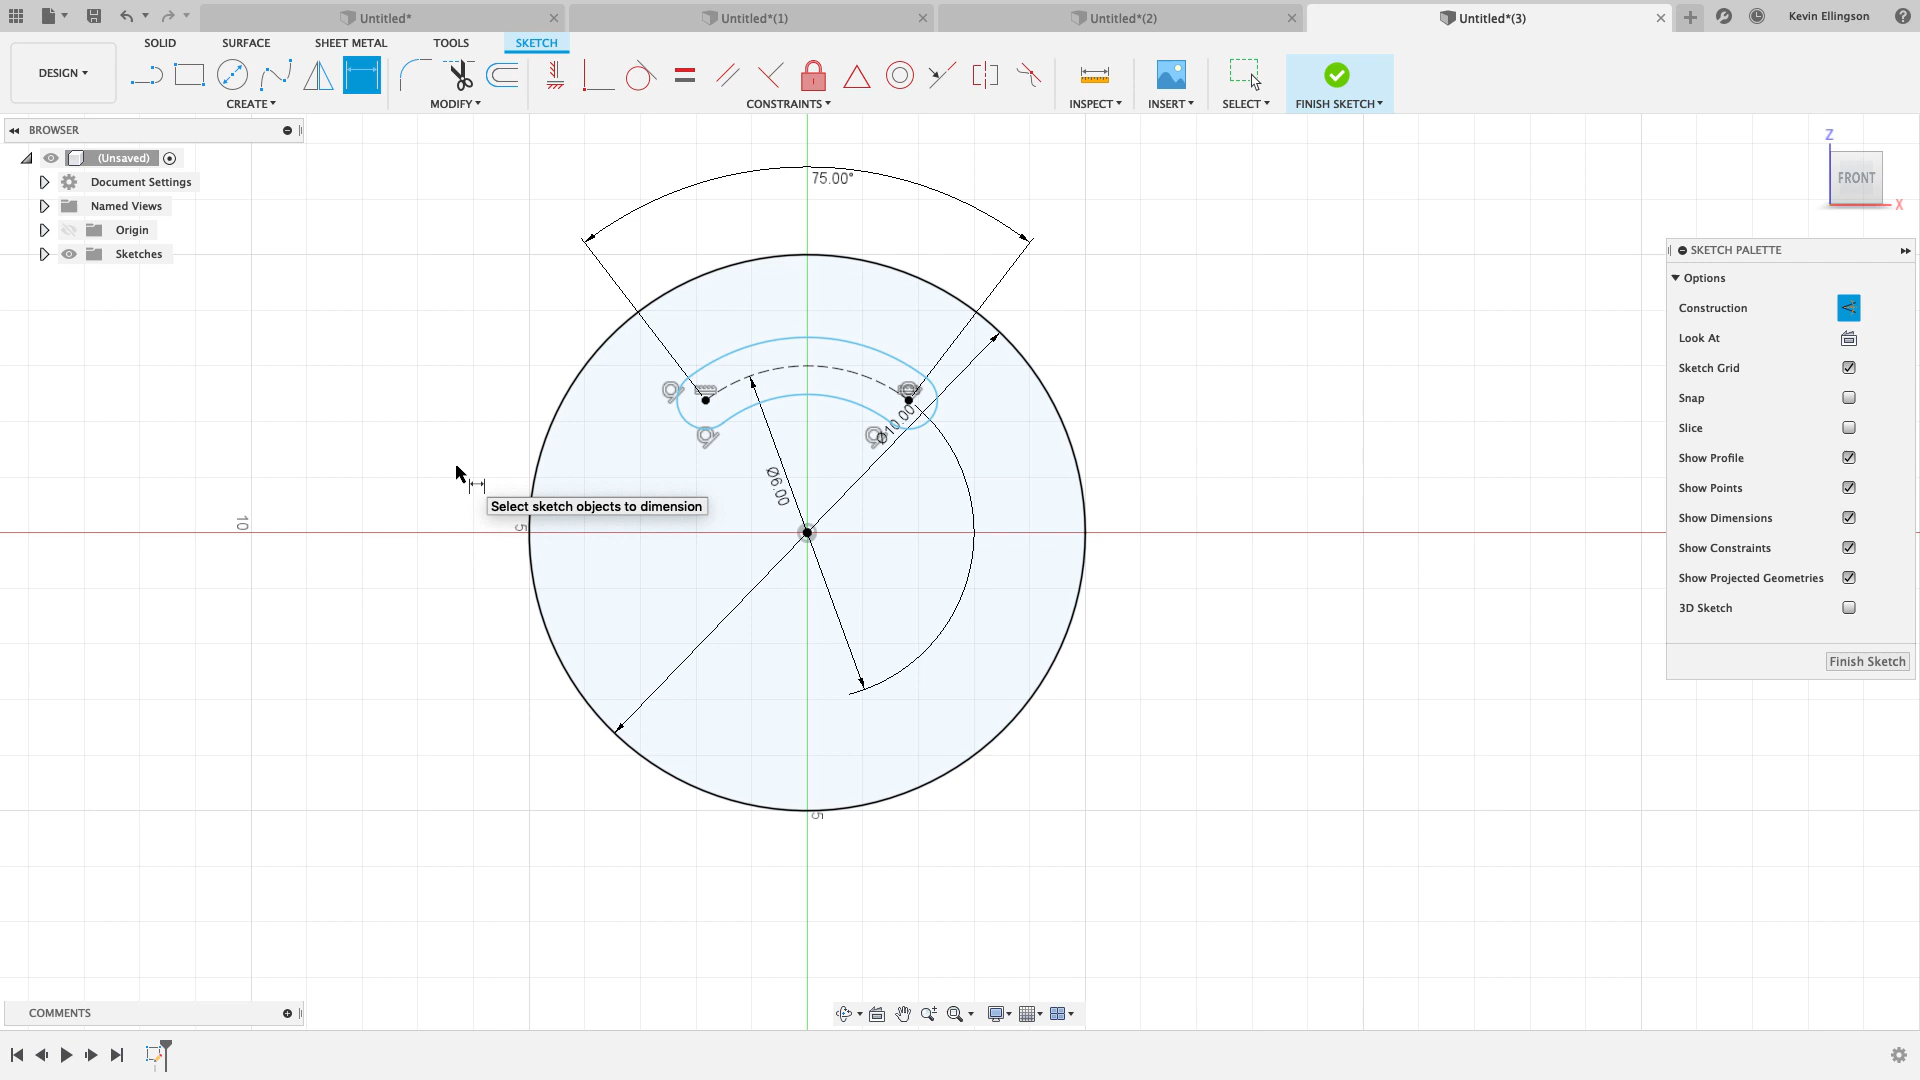 Untitled*
Untitled*(1)
Untitled*(2)
Untitled*(3)
Kevin Ellingson
SOLID
SURFACE
SHEET METAL
TOOLS
SKETCH
DESIGN
CREATE
MODIFY
CONSTRAINTS
INSPECT
INSERT
SELECT
FINISH SKETCH
BROWSER
(Unsaved)
Document Settings
Named Views
Origin
Sketches
75.00°
Ø10.00
Ø6.00
10
5
5
Select sketch objects to dimension
Z
FRONT
X
SKETCH PALETTE
Options
Construction
Look At
Sketch Grid
Snap
Slice
Show Profile
Show Points
Show Dimensions
Show Constraints
Show Projected Geometries
3D Sketch
Finish Sketch
COMMENTS